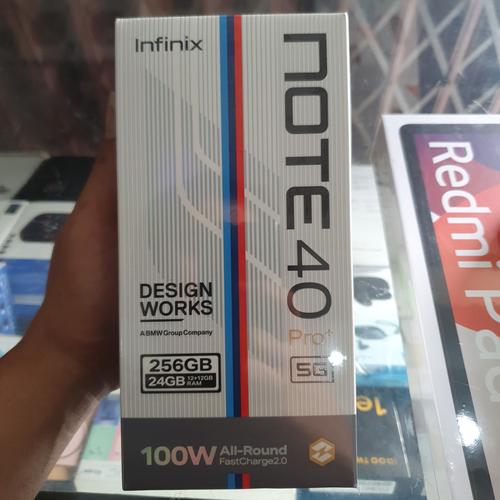 Infinix
NOTE 40
Pro+
5G
DESIGN
WORKS
A BMW Group Company
256GB
24GB 12+12GB
RAM
100W All-Round
FastCharge2.0
Redmi Pad